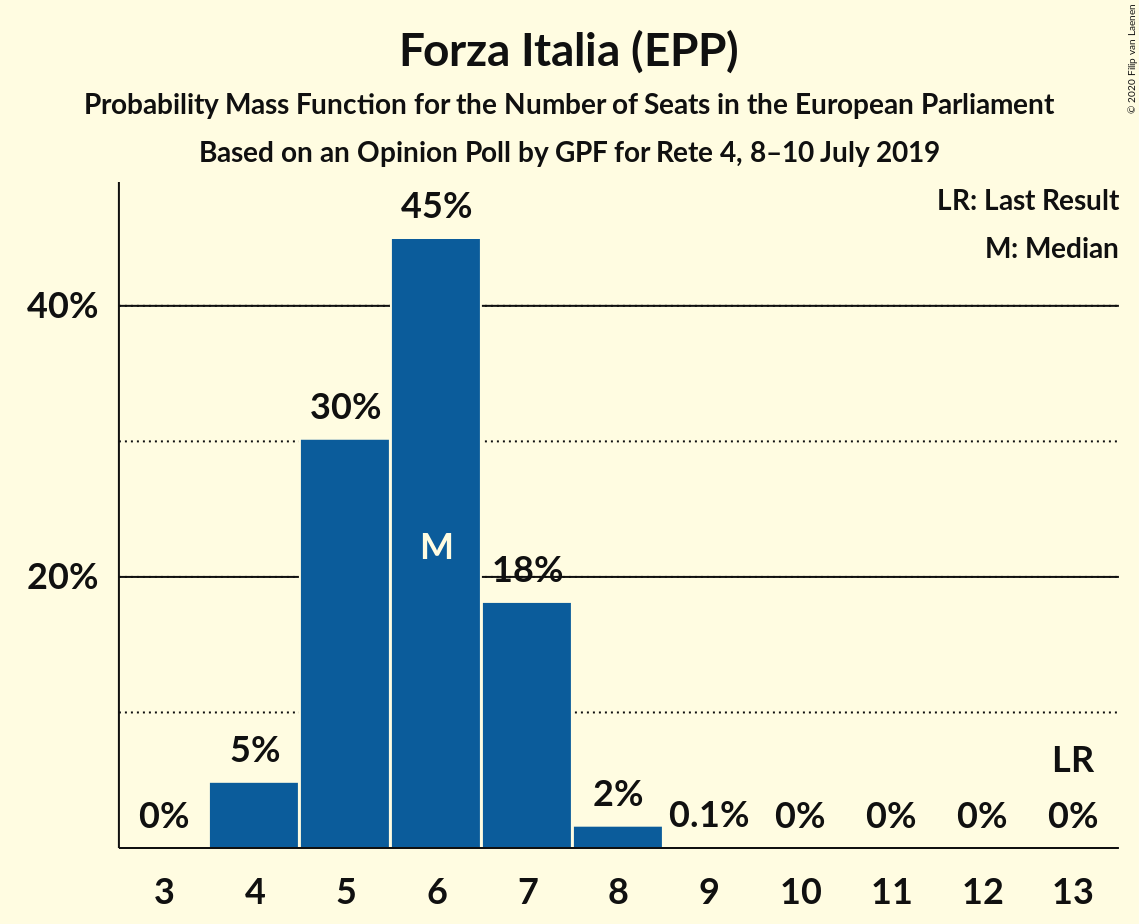 Forza Italia (EPP)
Probability Mass Function for the Number of Seats in the European Parliament
Based on an Opinion Poll by GPF for Rete 4, 8–10 July 2019
© 2020 Filip van Laenen
LR: Last Result
M: Median
45%
40%
30%
M
18%
20%
5%
LR
2%
0%
0.1%
0%
0%
0%
0%
3 4 5 6 7 8 9 10 11 12 13